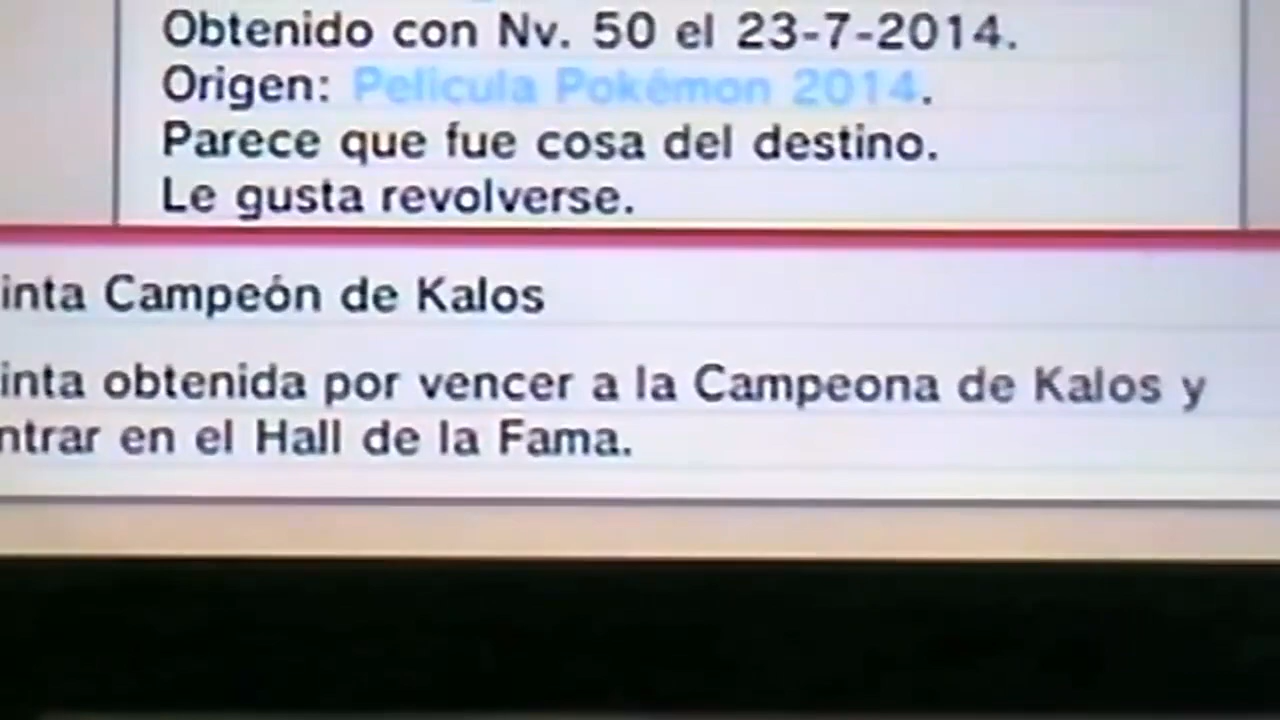 Obtenido con Nv. 50 el 23-7-2014.
Origen: Película Pokémon 2014.
Parece que fue cosa del destino.
Le gusta revolverse.
inta Campeón de Kalos
inta obtenida por vencer a la Campeona de Kalos y
ntrar en el Hall de la Fama.